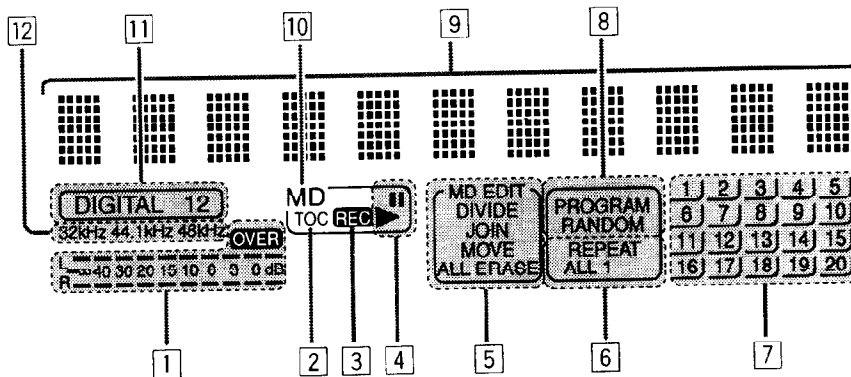 12 11 10 9 8
DIGITAL 12
32kHz 44.1kHz 48kHz OVER
L
-∞ 40 30 20 15 10 6 3 0 dB
R
MD
TOC REC
MD EDIT
DIVIDE
JOIN
MOVE
ALL ERASE
PROGRAM
RANDOM
REPEAT
ALL 1
1 2 3 4 5
6 7 8 9 10
11 12 13 14 15
16 17 18 19 20
1 2 3 4 5 6 7